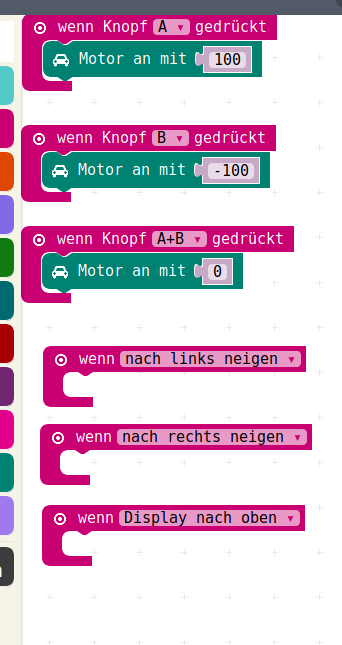 wenn Knopf A gedrückt
Motor an mit 100
wenn Knopf B gedrückt
Motor an mit -100
wenn Knopf A+B gedrückt
Motor an mit 0
wenn nach links neigen
wenn nach rechts neigen
wenn Display nach oben